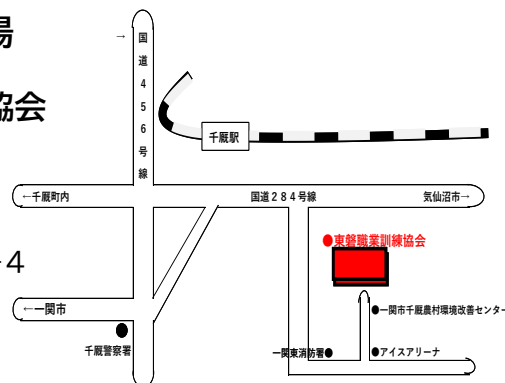 場
協会
-4
→
国道456号線
千厩駅
←千厩町内
国道284号線
気仙沼市→
●東磐職業訓練協会
←一関市
●一関市千厩農村環境改善センター
千厩警察署
一関東消防署●
●アイスアリーナ